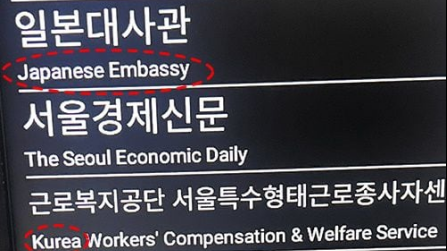 일본대사관
Japanese Embassy
서울경제신문
The Seoul Economic Daily
근로복지공단 서울특수형태근로종사자센
Kurea Workers' Compensation & Welfare Service